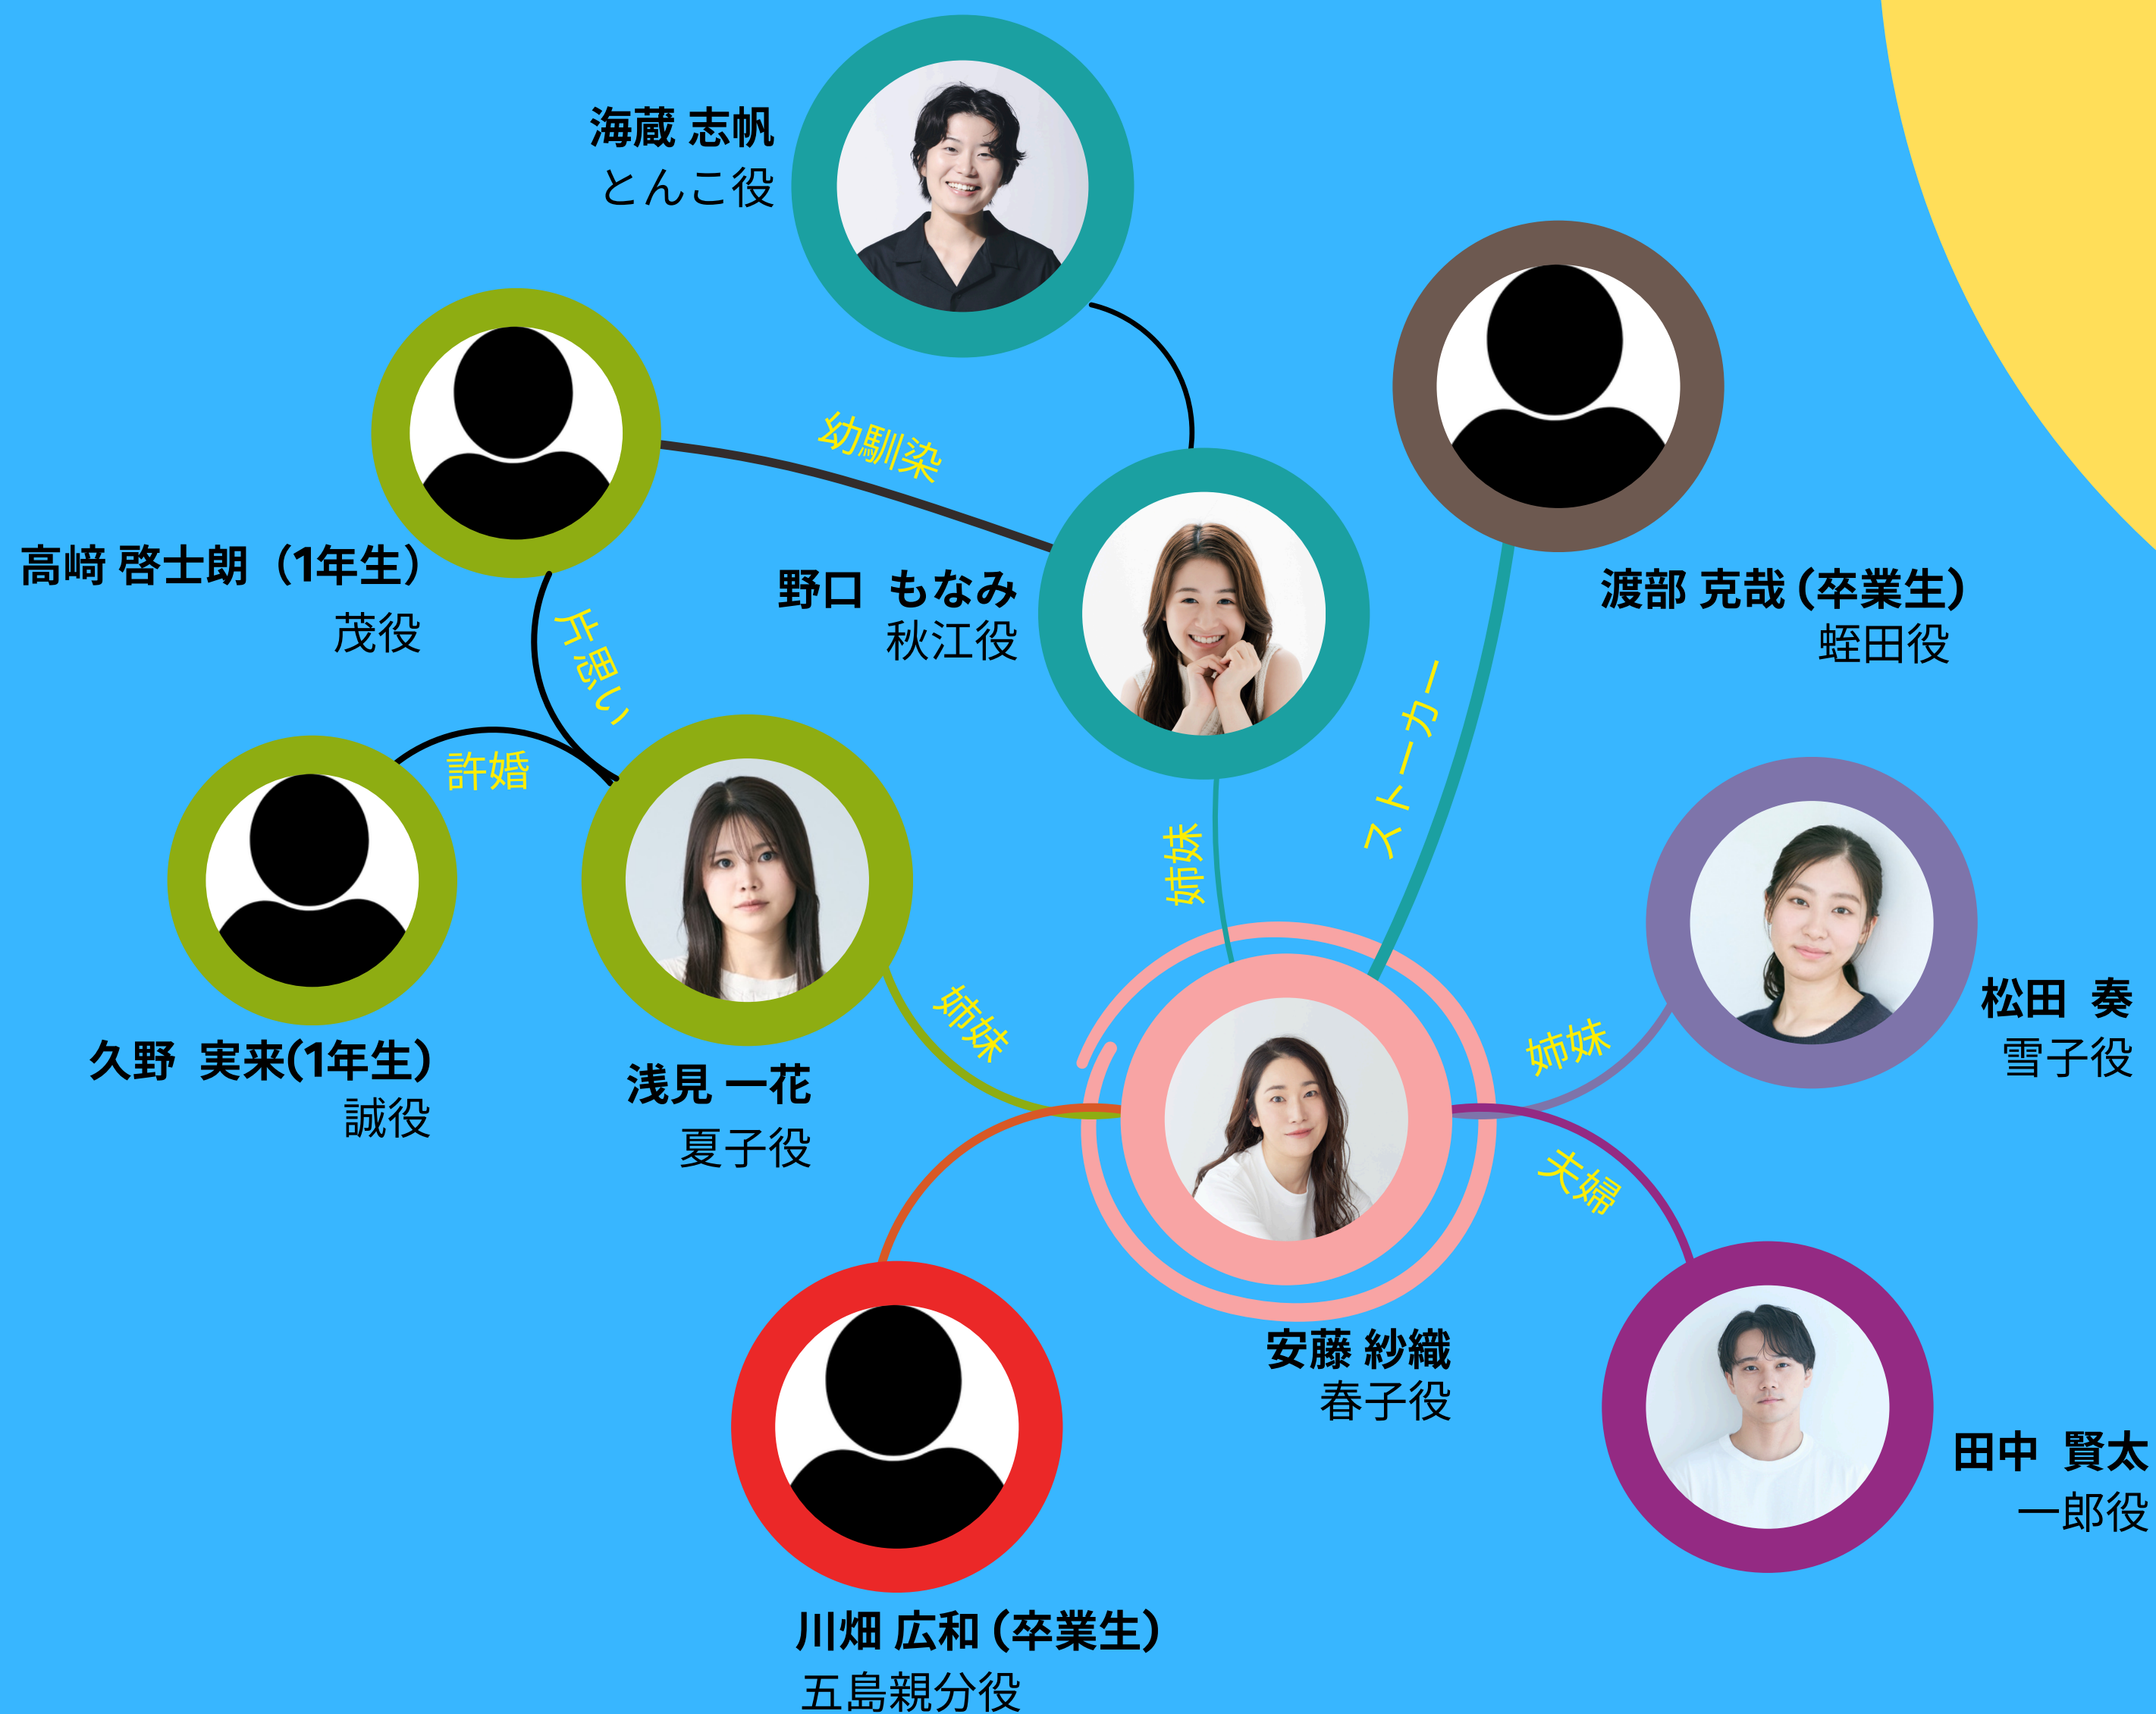 海蔵 志帆
とんこ役
幼馴染
高﨑 啓士朗（1年生）
茂役
片思い
野口 もなみ
秋江役
渡部 克哉（卒業生）
蛭田役
ストーカー
許婚
姉妹
久野 実来(1年生)
誠役
浅見 一花
夏子役
姉妹
姉妹
松田 奏
雪子役
夫婦
安藤 紗織
春子役
田中 賢太
一郎役
川畑 広和（卒業生）
五島親分役